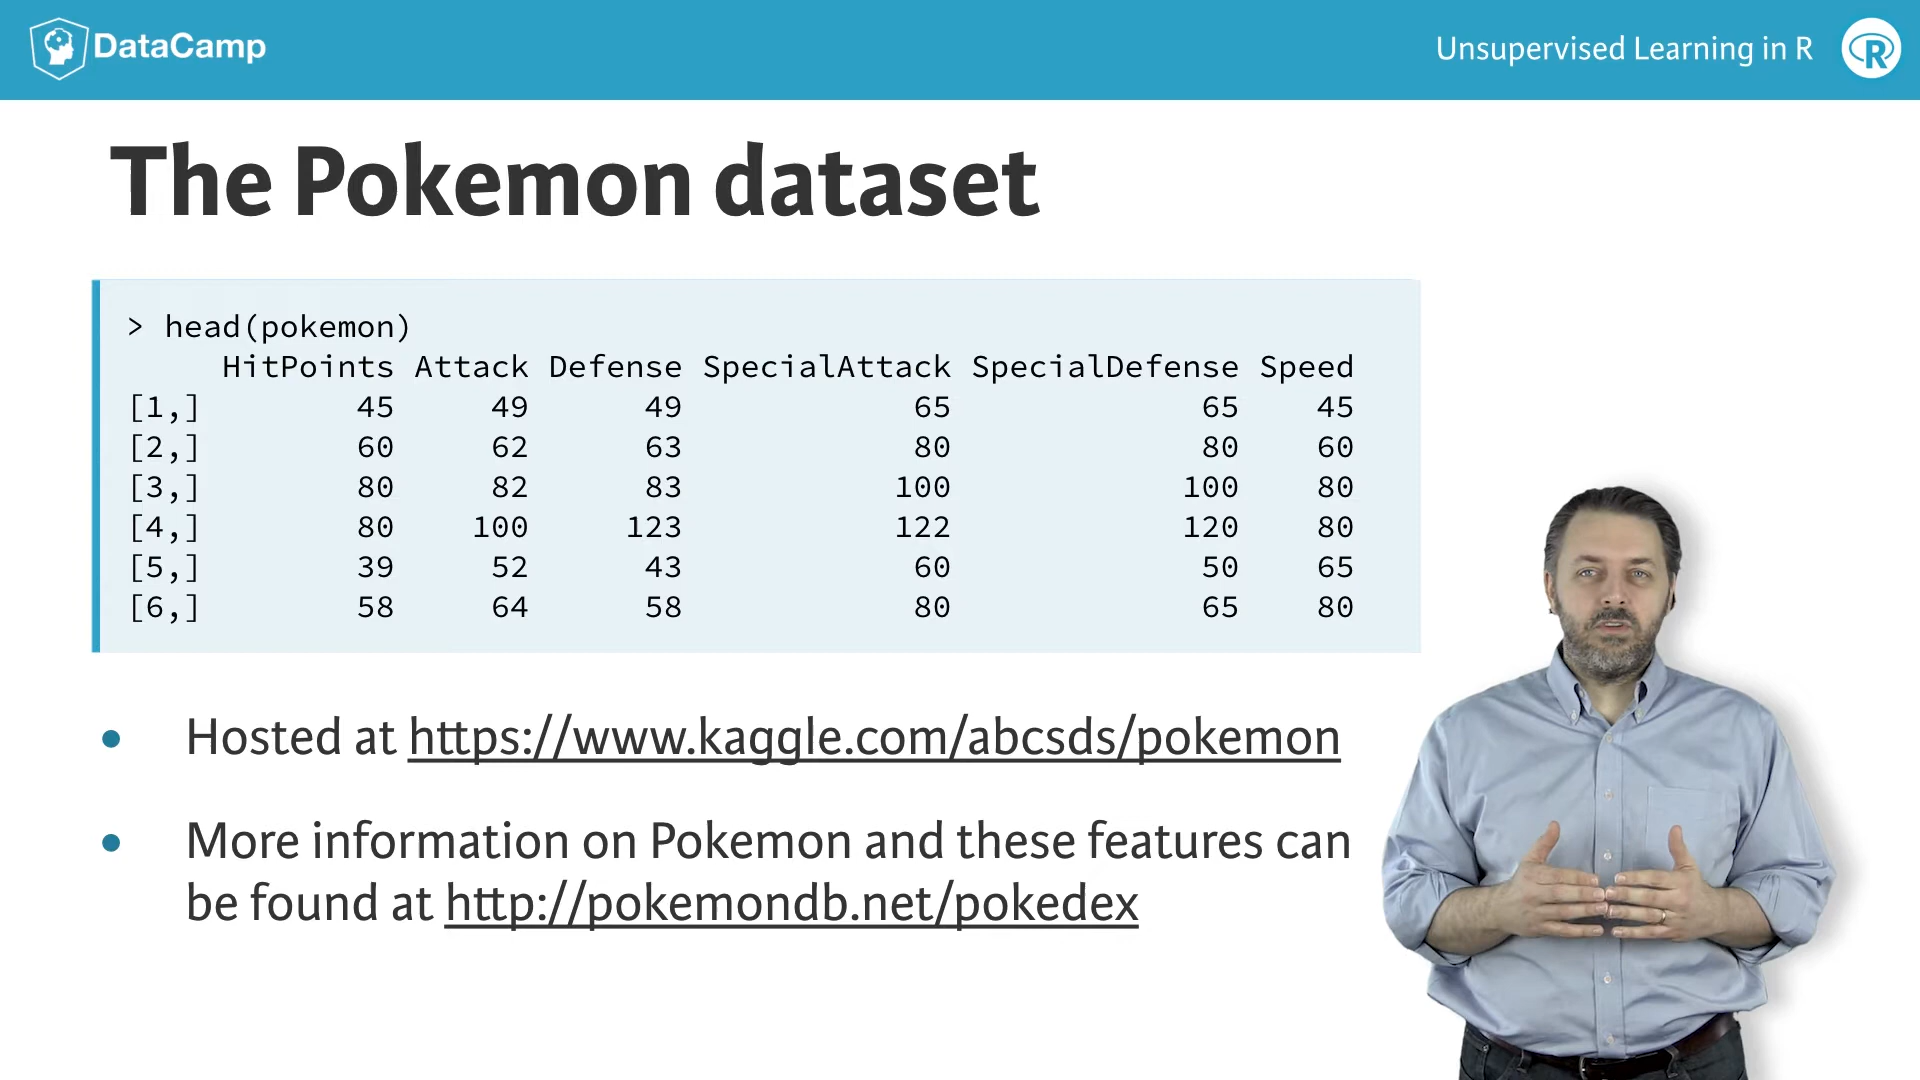 DataCamp
Unsupervised Learning in R
R
The Pokemon dataset
> head(pokemon)
     HitPoints Attack Defense SpecialAttack SpecialDefense Speed
[1,]        45     49      49            65             65    45
[2,]        60     62      63            80             80    60
[3,]        80     82      83           100            100    80
[4,]        80    100     123           122            120    80
[5,]        39     52      43            60             50    65
[6,]        58     64      58            80             65    80
• Hosted at https://www.kaggle.com/abcsds/pokemon
• More information on Pokemon and these features can
be found at http://pokemondb.net/pokedex